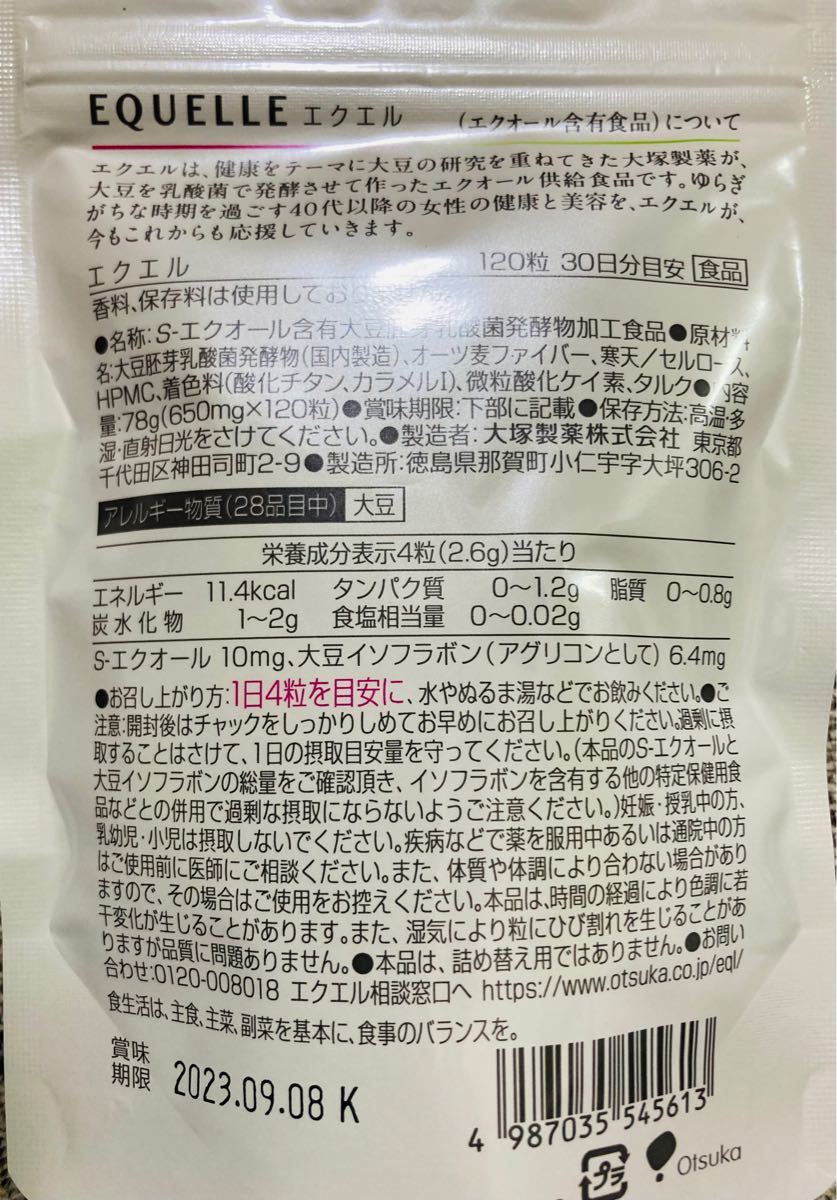 EQUELLE エクエル (エクオール含有食品)について
エクエルは、健康をテーマに大豆の研究を重ねてきた大塚製薬が、
大豆を乳酸菌で発酵させて作ったエクオール供給食品です。ゆらぎ
がちな時期を過ごす40代以降の女性の健康と美容を、エクエルが、
今もこれからも応援していきます。
エクエル 120粒 30日分目安 食品
香料、保存料は使用しておりません。
●名称:S-エクオール含有大豆胚芽乳酸菌発酵物加工食品●原材料
名:大豆胚芽乳酸菌発酵物(国内製造)、オーツ麦ファイバー、寒天/セルロース、
HPMC、着色料(酸化チタン、カラメルI)、微粒酸化ケイ素、タルク●内容
量:78g(650mg×120粒)●賞味期限:下部に記載●保存方法:高温・多
湿・直射日光をさけてください。●製造者:大塚製薬株式会社 東京都
千代田区神田司町2-9●製造所:徳島県那賀町小仁宇字大坪306-2
アレルギー物質(28品目中) 大豆
栄養成分表示4粒(2.6g)当たり
エネルギー 11.4kcal タンパク質 0〜1.2g 脂質 0〜0.8g
炭水化物 1〜2g 食塩相当量 0〜0.02g
S-エクオール 10mg、大豆イソフラボン(アグリコンとして) 6.4mg
●お召し上がり方:1日4粒を目安に、水やぬるま湯などでお飲みください。●ご
注意:開封後はチャックをしっかりしめてお早めにお召し上がりください。過剰に摂
取することはさけて、1日の摂取目安量を守ってください。(本品のS-エクオールと
大豆イソフラボンの総量をご確認頂き、イソフラボンを含有する他の特定保健用食
品などとの併用で過剰な摂取にならないようご注意ください。)妊娠・授乳中の方、
乳幼児・小児は摂取しないでください。疾病などで薬を服用中あるいは通院中の方
はご使用前に医師にご相談ください。また、体質や体調により合わない場合があり
ますので、その場合はご使用をお控えください。本品は、時間の経過により色調に若
干変化が生じることがあります。また、湿気により粒にひび割れを生じることがあ
りますが品質に問題ありません。●本品は、詰め替え用ではありません。●お問い
合わせ:0120-008018 エクエル相談窓口へ https://www.otsuka.co.jp/eql/
食生活は、主食、主菜、副菜を基本に、食事のバランスを。
賞味
期限 2023.09.08 K
4 987035 545613
プラ Otsuka